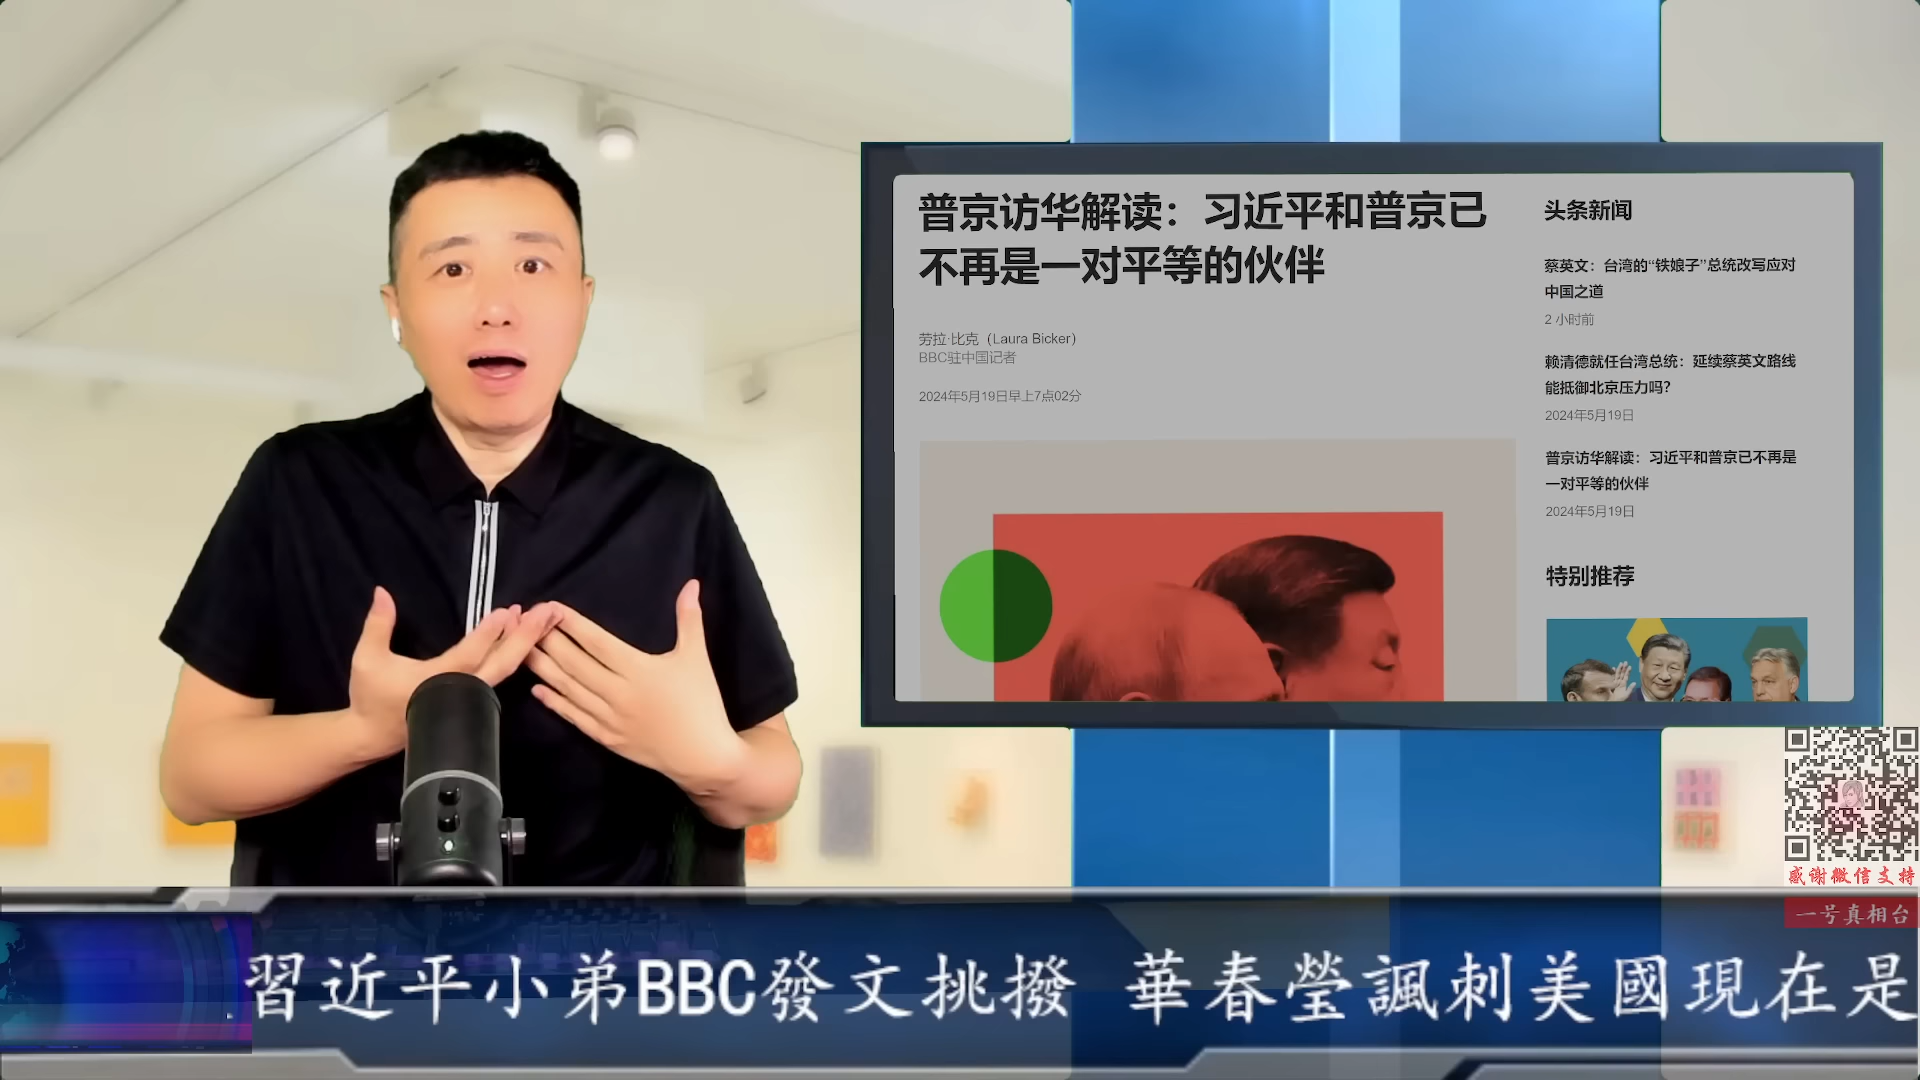 普京访华解读：习近平和普京已
不再是一对平等的伙伴
劳拉·比克（Laura Bicker）
BBC驻中国记者
2024年5月19日早上7点02分
头条新闻
蔡英文：台湾的“铁娘子”总统改写应对
中国之道
2 小时前
赖清德就任台湾总统：延续蔡英文路线
能抵御北京压力吗？
2024年5月19日
普京访华解读：习近平和普京已不再是
一对平等的伙伴
2024年5月19日
特别推荐
感谢微信支持
一号真相台
習近平小弟BBC發文挑撥 華春瑩諷刺美國現在是